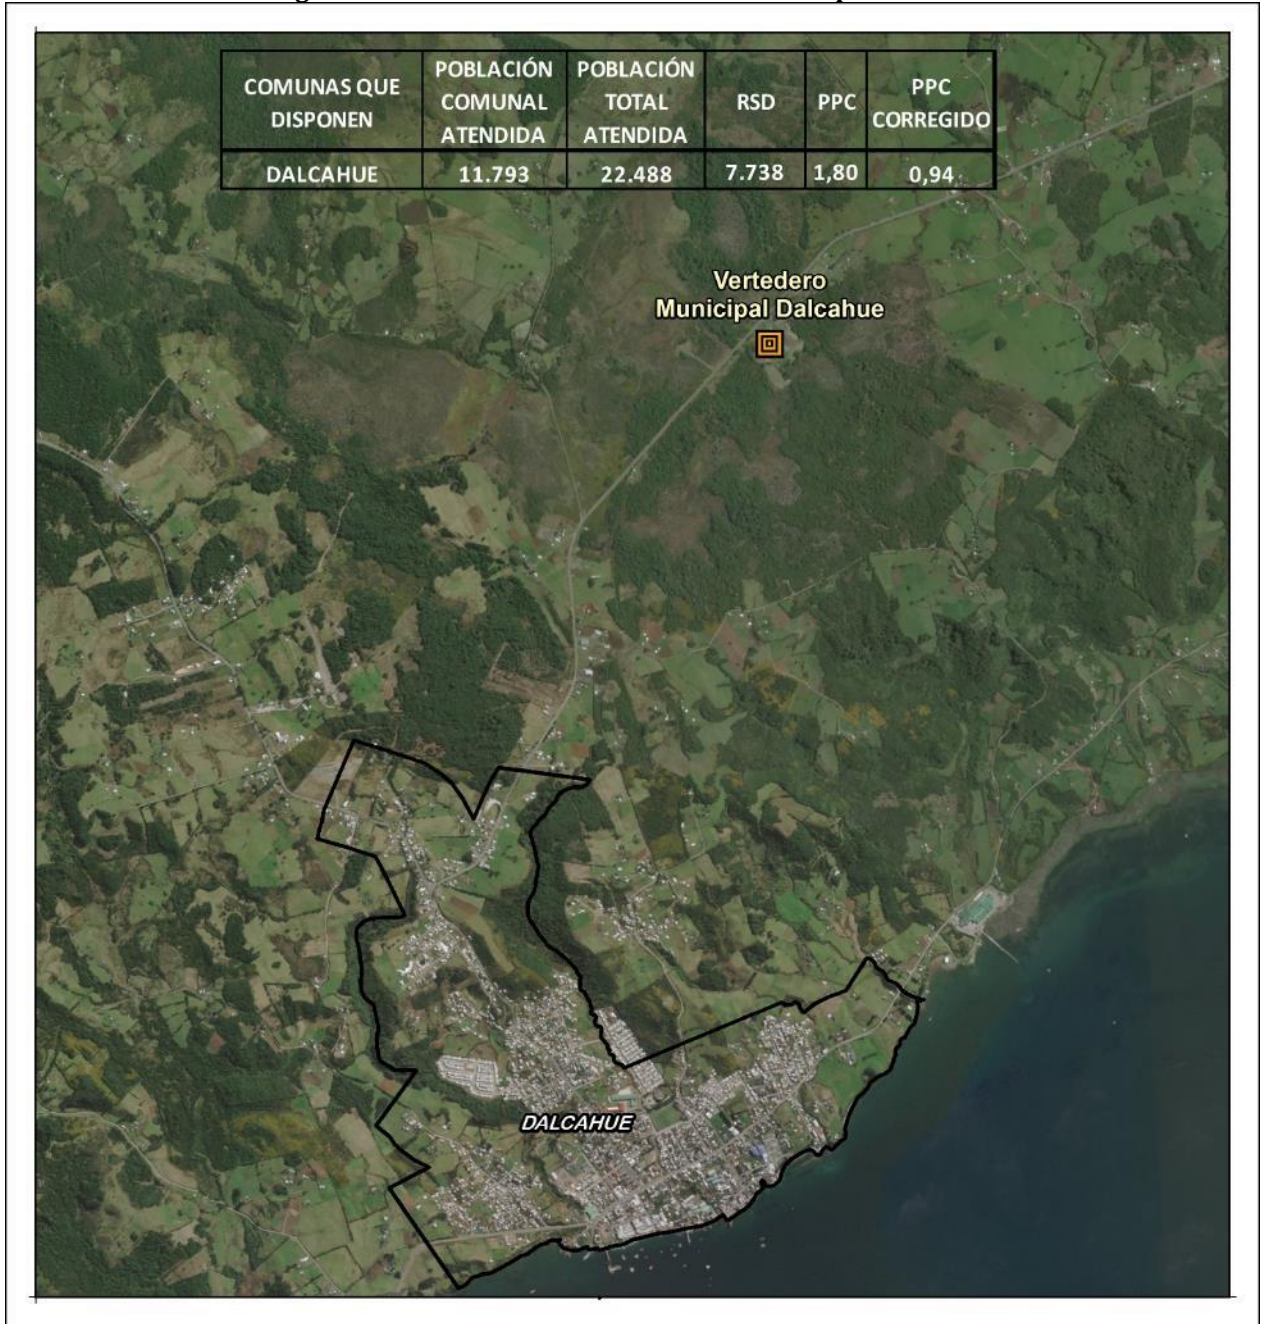 COMUNAS QUE DISPONEN
POBLACIÓN COMUNAL ATENDIDA
POBLACIÓN TOTAL ATENDIDA
RSD
PPC
PPC CORREGIDO
DALCAHUE
11.793
22.488
7.738
1,80
0,94
Vertedero
Municipal Dalcahue
DALCAHUE